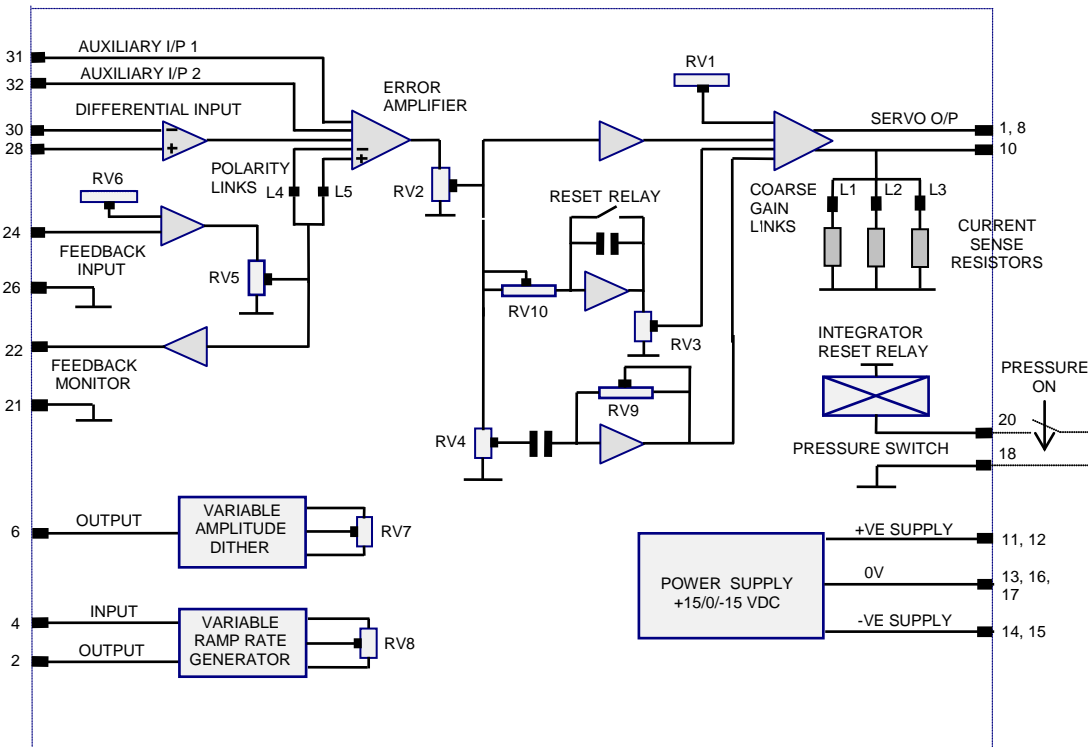 31
AUXILIARY I/P 1
32
AUXILIARY I/P 2
30
DIFFERENTIAL INPUT
28
−
+
ERROR
AMPLIFIER
−
+
POLARITY
LINKS
L4
L5
RV6
24
FEEDBACK
INPUT
RV5
26
22
FEEDBACK
MONITOR
21
RV2
RV1
SERVO O/P
1, 8
10
RESET RELAY
RV10
RV3
RV9
RV4
COARSE
GAIN
LINKS
L1
L2
L3
CURRENT
SENSE
RESISTORS
INTEGRATOR
RESET RELAY
PRESSURE
ON
20
PRESSURE SWITCH
18
6
OUTPUT
VARIABLE
AMPLITUDE
DITHER
RV7
4
INPUT
2
OUTPUT
VARIABLE
RAMP RATE
GENERATOR
RV8
POWER SUPPLY
+15/0/-15 VDC
+VE SUPPLY
11, 12
0V
13, 16,
17
-VE SUPPLY
14, 15